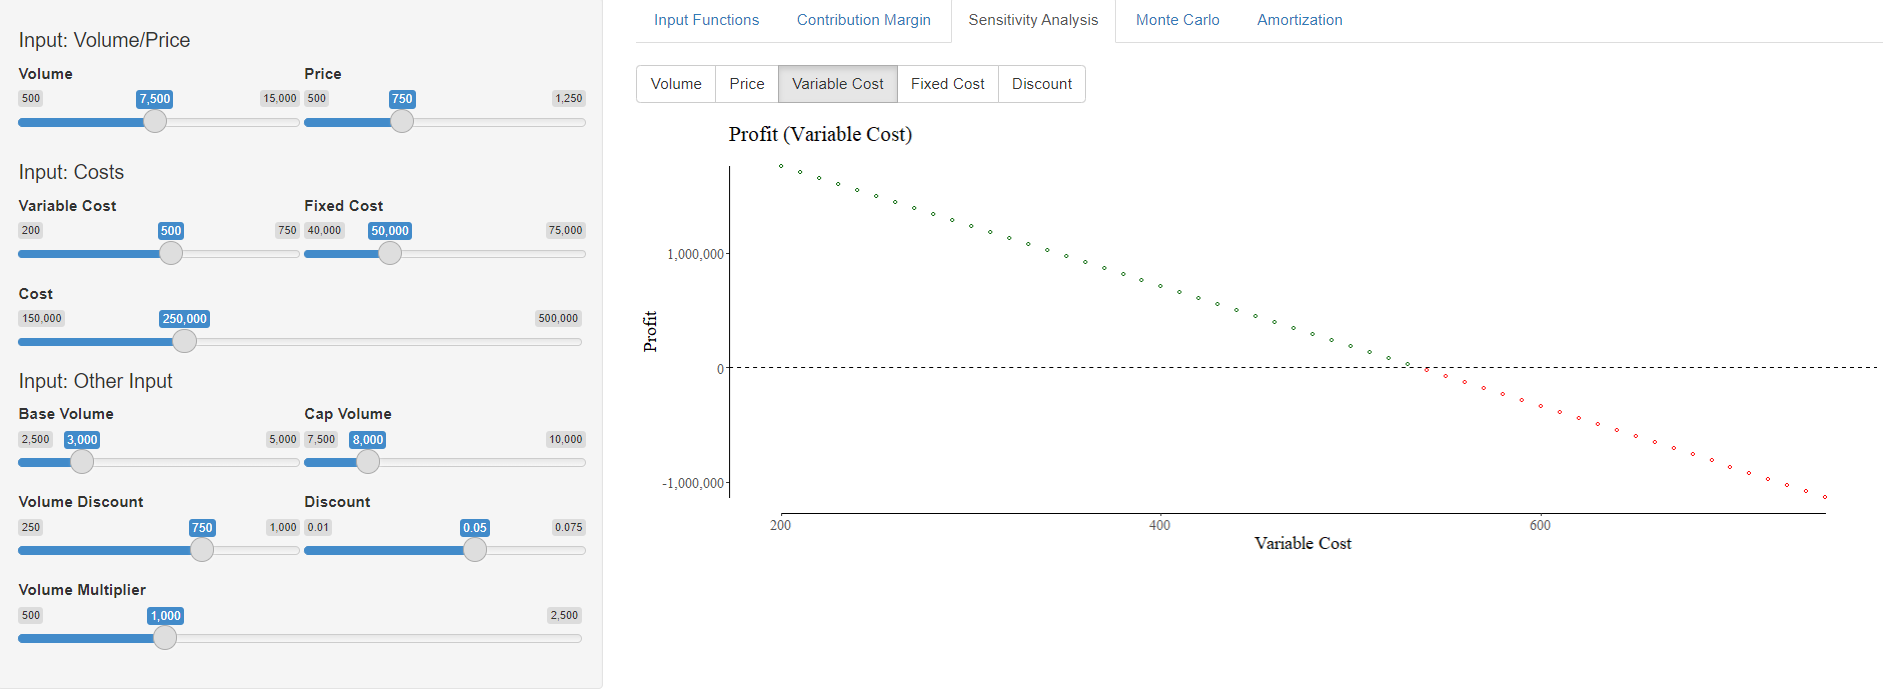 Input: Volume/Price
Volume
Price
500
7,500
15,000
500
750
1,250
Input: Costs
Variable Cost
Fixed Cost
200
500
750
40,000
50,000
75,000
Cost
150,000
250,000
500,000
Input: Other Input
Base Volume
Cap Volume
2,500
3,000
5,000
7,500
8,000
10,000
Volume Discount
Discount
250
750
1,000
0.01
0.05
0.075
Volume Multiplier
500
1,000
2,500
Input Functions
Contribution Margin
Sensitivity Analysis
Monte Carlo
Amortization
Volume
Price
Variable Cost
Fixed Cost
Discount
Profit (Variable Cost)
Profit
1,000,000
0
-1,000,000
200
400
600
Variable Cost